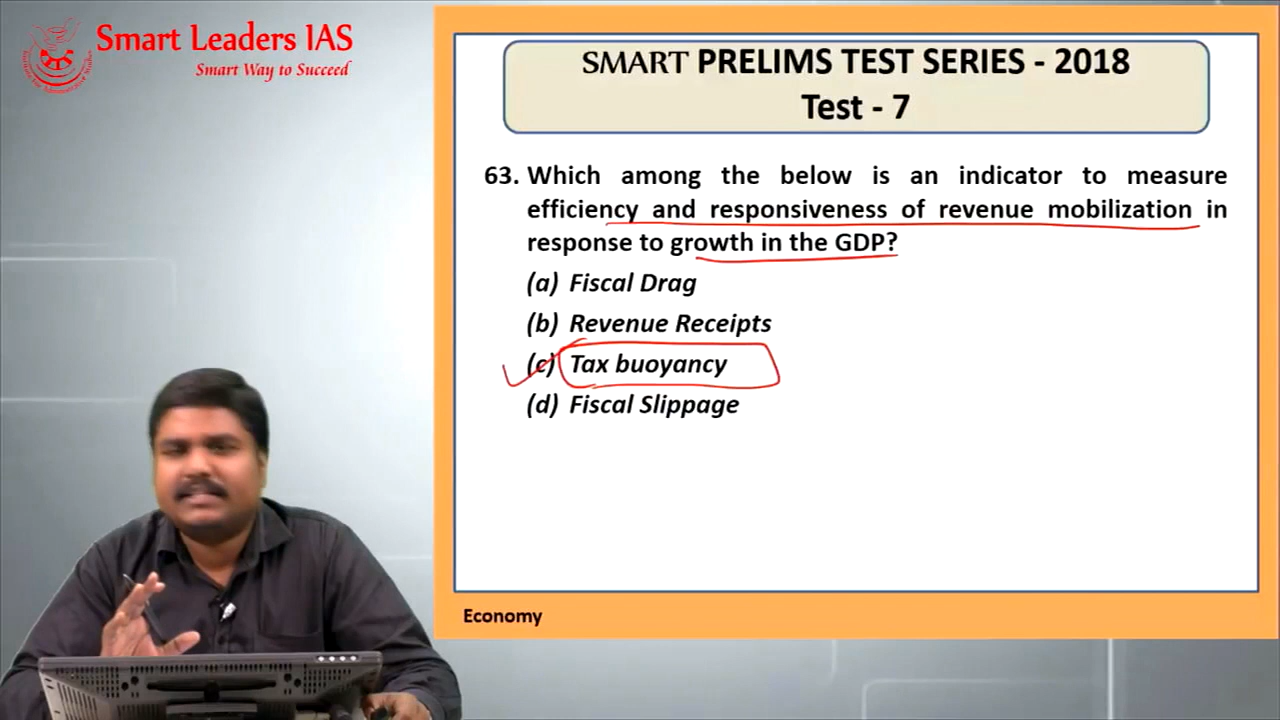 Smart Leaders IAS
Smart Way to Succeed
SMART PRELIMS TEST SERIES - 2018
Test - 7
63. Which among the below is an indicator to measure
efficiency and responsiveness of revenue mobilization in
response to growth in the GDP?
(a) Fiscal Drag
(b) Revenue Receipts
(c) Tax buoyancy
(d) Fiscal Slippage
Economy